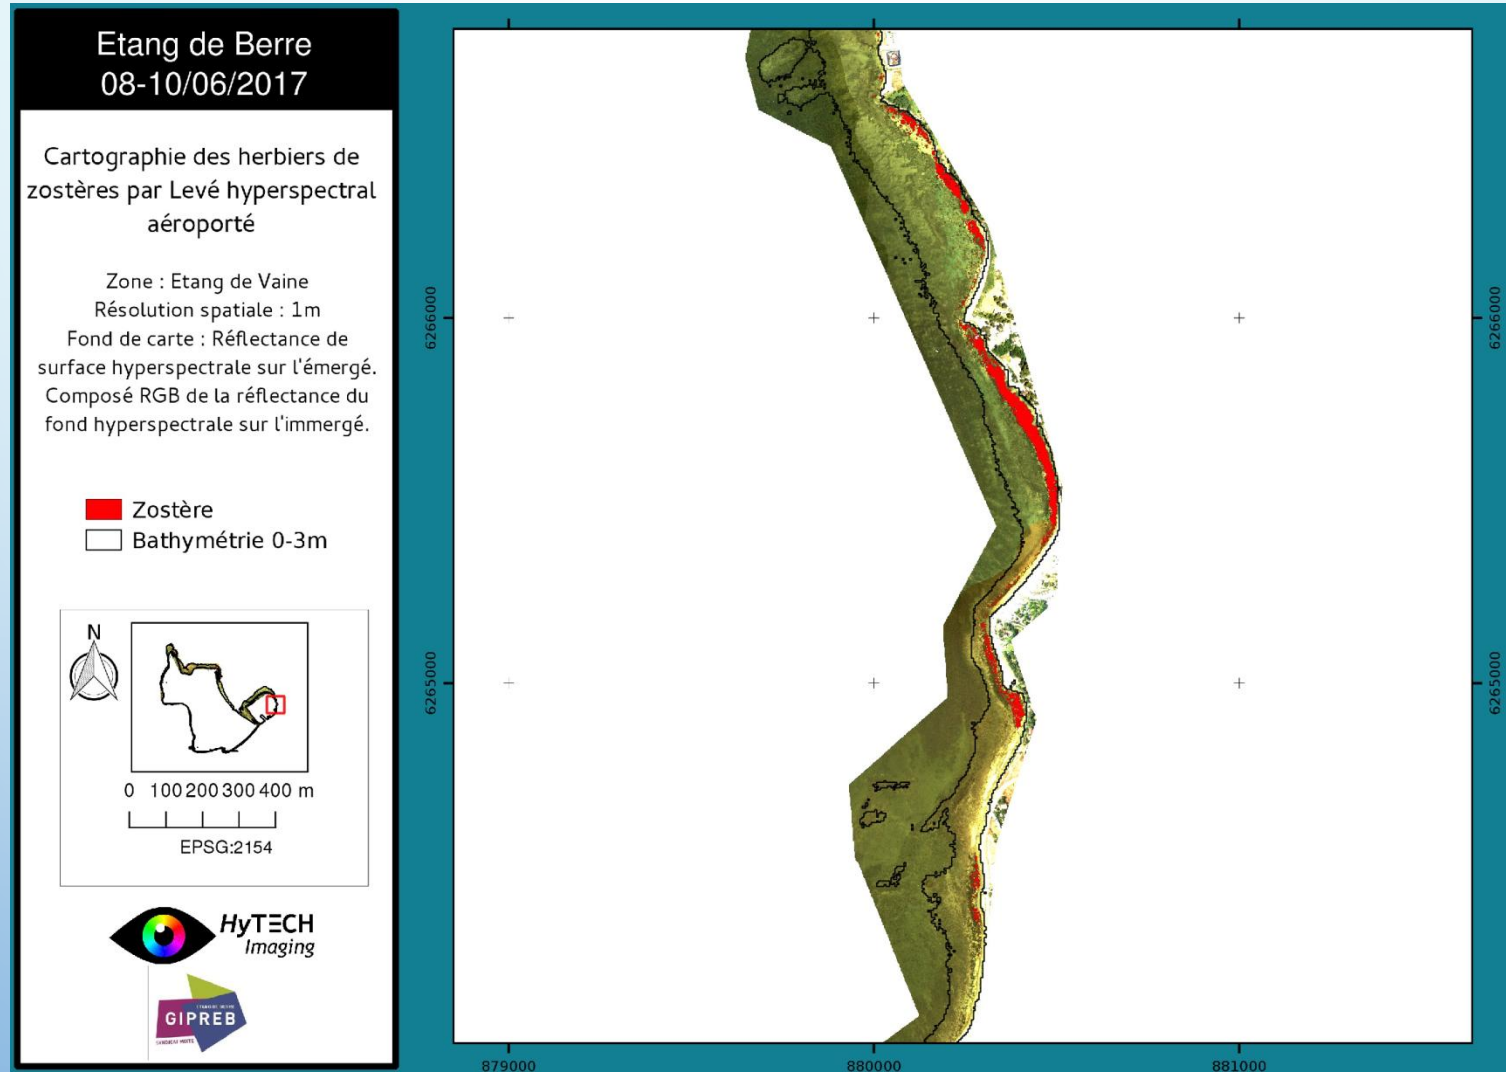 Etang de Berre
08-10/06/2017
Cartographie des herbiers de
zostères par Levé hyperspectral
aéroporté
Zone : Etang de Vaine
Résolution spatiale : 1m
Fond de carte : Réflectance de
surface hyperspectrale sur l'émergé.
Composé RGB de la réflectance du
fond hyperspectrale sur l'immergé.
Zostère
Bathymétrie 0-3m
N
0 100 200 300 400 m
EPSG:2154
HyTECH
Imaging
GIPREB
6266000
6265000
6266000
6265000
879000
880000
881000